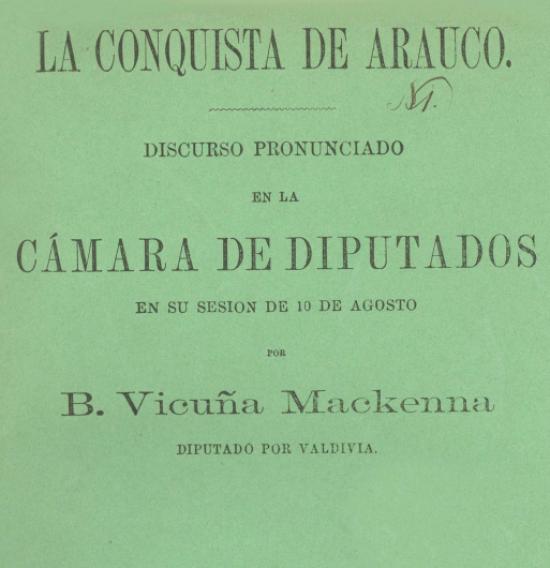 LA CONQUISTA DE ARAUCO.
DISCURSO PRONUNCIADO
EN LA
CÁMARA DE DIPUTADOS
EN SU SESION DE 10 DE AGOSTO
POR
B. Vicuña Mackenna
DIPUTADO POR VALDIVIA.